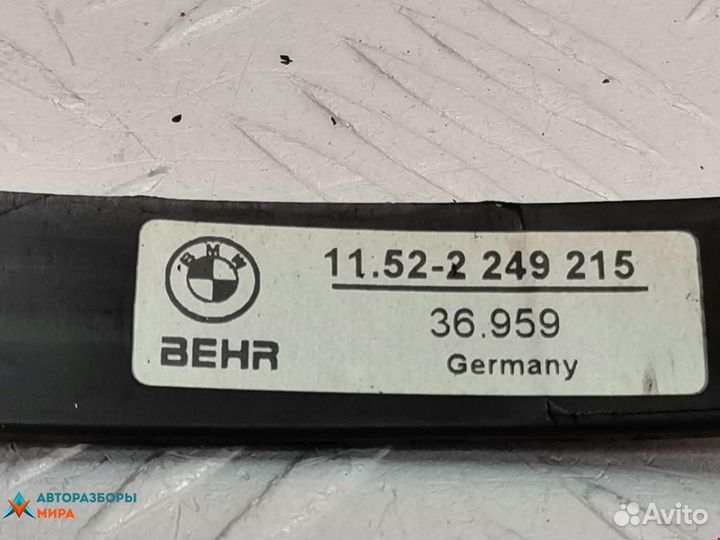 BMW
11.52-2 249 215
36.959
BEHR
Germany
АВТОРАЗБОРЫ
МИРА
Avito